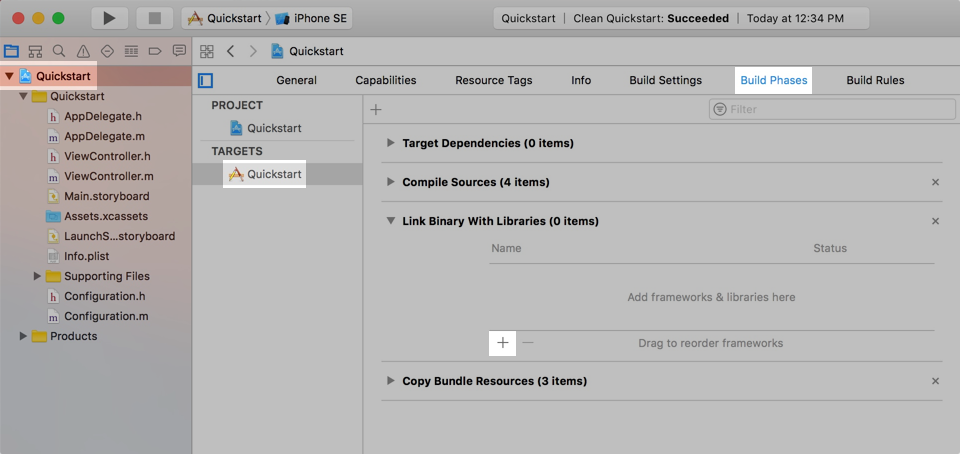 Quickstart
iPhone SE
Quickstart | Clean Quickstart: Succeeded | Today at 12:34 PM
Quickstart
Quickstart
AppDelegate.h
AppDelegate.m
ViewController.h
ViewController.m
Main.storyboard
Assets.xcassets
LaunchS...storyboard
Info.plist
Supporting Files
Configuration.h
Configuration.m
Products
Quickstart
General Capabilities Resource Tags Info Build Settings Build Phases Build Rules
PROJECT
Quickstart
TARGETS
Quickstart
Filter
Target Dependencies (0 items)
Compile Sources (4 items)
Link Binary With Libraries (0 items)
Name Status
Add frameworks & libraries here
Drag to reorder frameworks
Copy Bundle Resources (3 items)